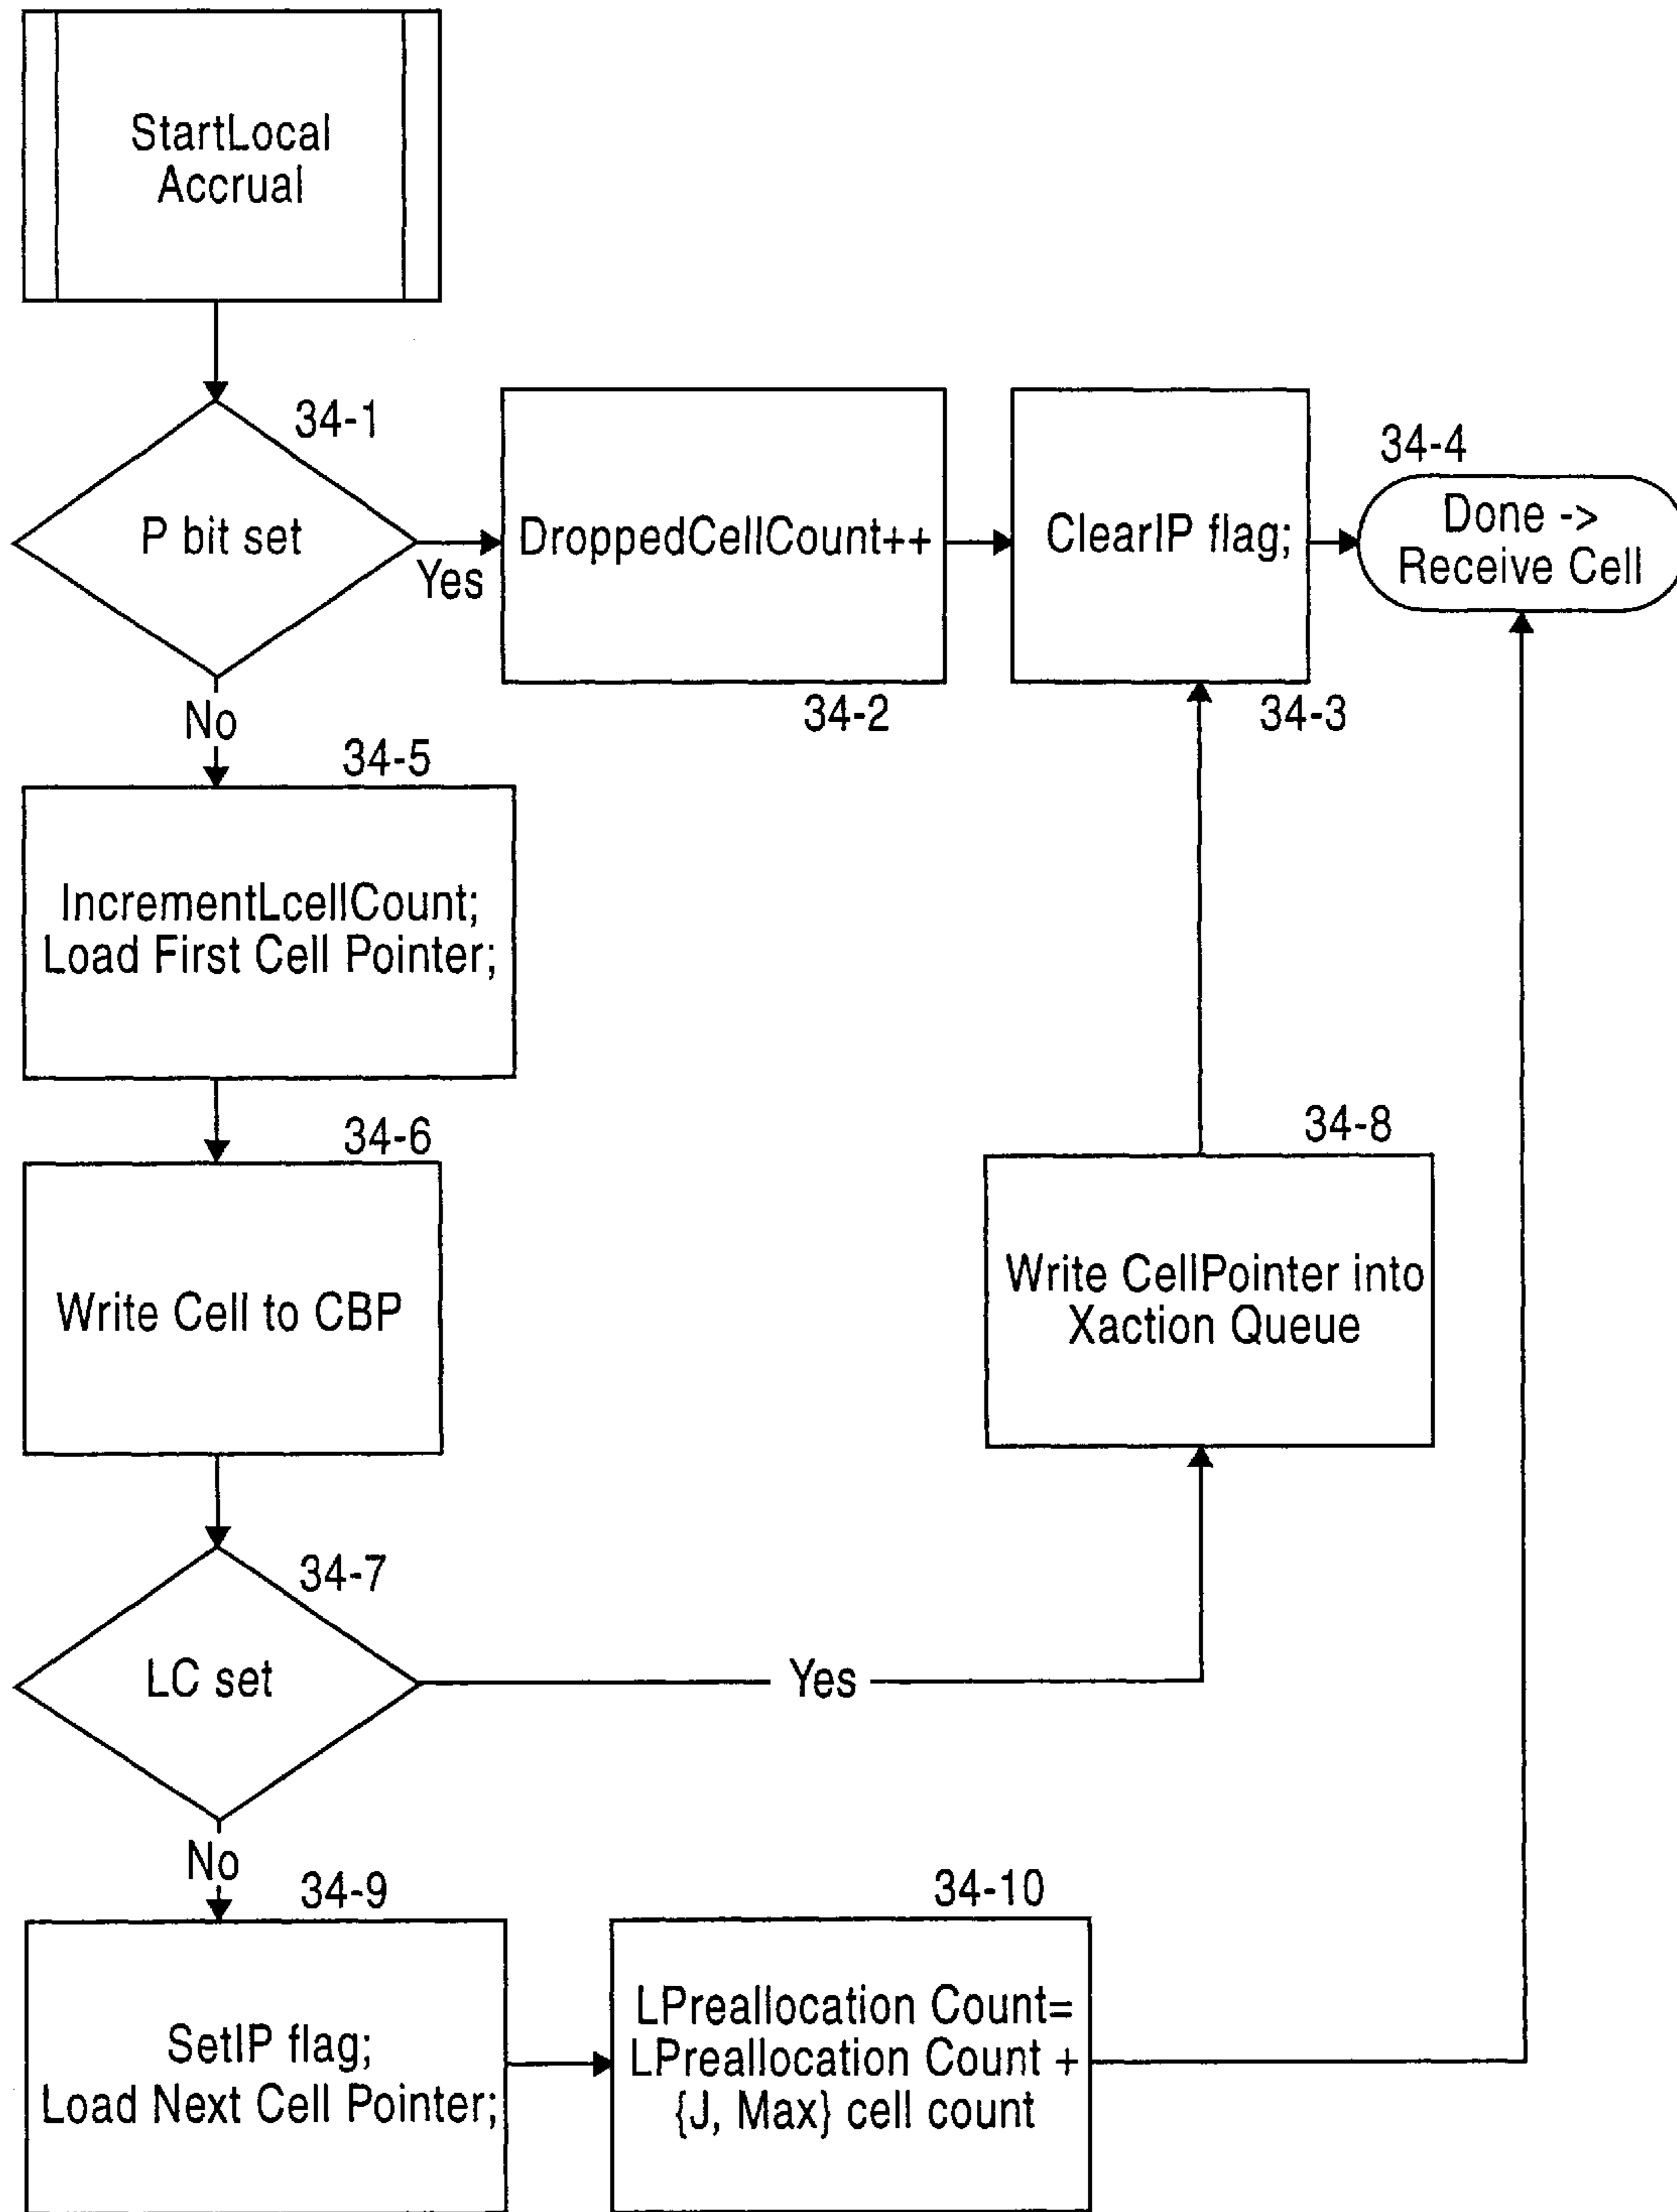 StartLocal
Accrual
34-1
P bit set
Yes
DroppedCellCount++
34-2
ClearIP flag;
34-3
34-4
Done ->
Receive Cell
No
34-5
IncrementLcellCount;
Load First Cell Pointer;
34-6
Write Cell to CBP
34-7
LC set
Yes
34-8
Write CellPointer into
Xaction Queue
No
34-9
SetIP flag;
Load Next Cell Pointer;
34-10
LPreallocation Count=
LPreallocation Count +
{J, Max} cell count